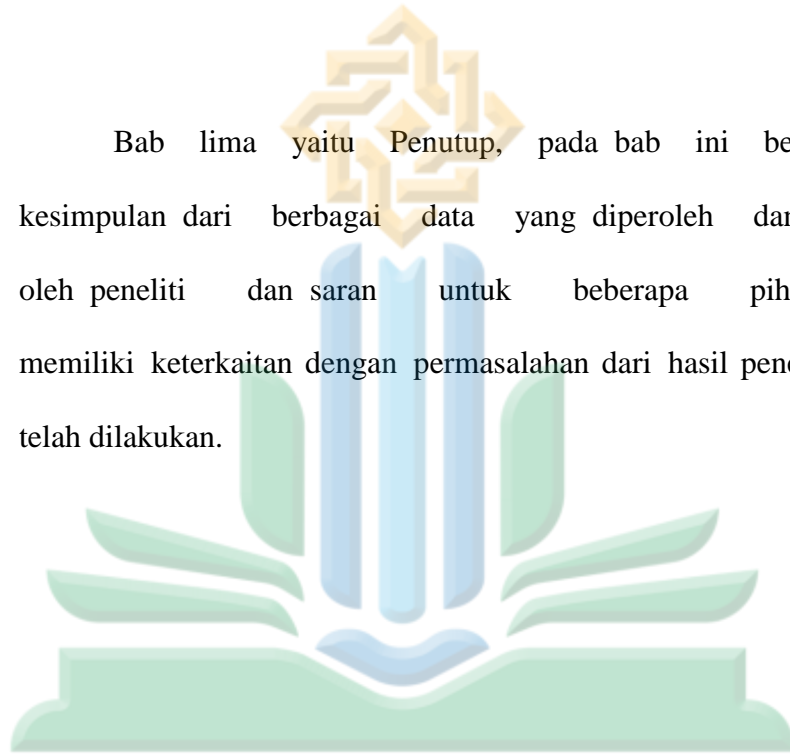 Bab lima yaitu Penutup, pada bab ini be
kesimpulan dari berbagai data yang diperoleh dar
oleh peneliti dan saran untuk beberapa pih
memiliki keterkaitan dengan permasalahan dari hasil pene
telah dilakukan.